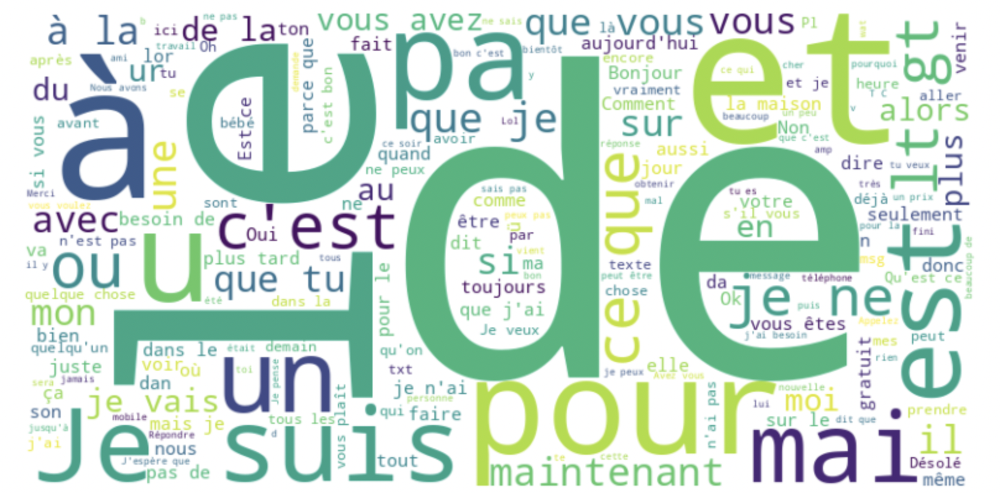 à la
b
ici
de la
ne pas
ton
vous avez
ne sais
que vous
là
vous
Pl
wat
lt gt
venir
travail
Oh
fait
aujourd'hui
après
ami
lor
parce que
demande
e
pa
bon c'est
bientôt
encore
et
ce qui
cher
pourquoi
du
à
ur
tu
Nous avons
se
c'est bon
y
Bonjour
vraiment
et je
heure
T C
aller
si vous
avant
bébé
Est ce
que je
Lol
Comment
la maison
beaucoup
un peu
v
alors
sur
Non
que c'est
une
ce soir
avoir
quand
réponse
aussi
amp
plus
ne peux
jour
dire
tu veux
Merci
au
de
sais pas
ce que
obtenir
tu es
très
vous voulez
sont
ne
comme
mal
votre
déjà
un prix
avec
besoin de
c'est
être
peux pas
s'il vous
seulement
n'est pas
Oui
ü
par
en
pour la
fini
va
ou
u
plus tard
tous
dit
vient
n
est
beaucoup de
il y
que tu
pour le
si
ma
texte
msg
donc
bon
peut être
message
téléphone
Qu'est ce
quelque chose
été
dans la
toujours
chose
da
je ne
mon
I
que j'ai
Ok
puis
vous êtes
Appelez
bien
Je veux
j'ai besoin
peut
quelqu'un
dans le
était
demain
qu'on
gratuit
mes
juste
voir
où
toi
Je pense
un
txt
je peux
elle
Avez vous
rien
sera
jamais
dan
ça
je vais
vous plaît
je n'ai
personne
pour
n'ai pas
nouvelle
lui
moi
son
mobile
mais je
tous les
qui
faire
sur le
dit que
prendre
jusqu'à
Je suis
Répondre
d
mai
il
j'ai
nous
J'espère que
tout
te
cette
Désolé
pas de
maintenant
même